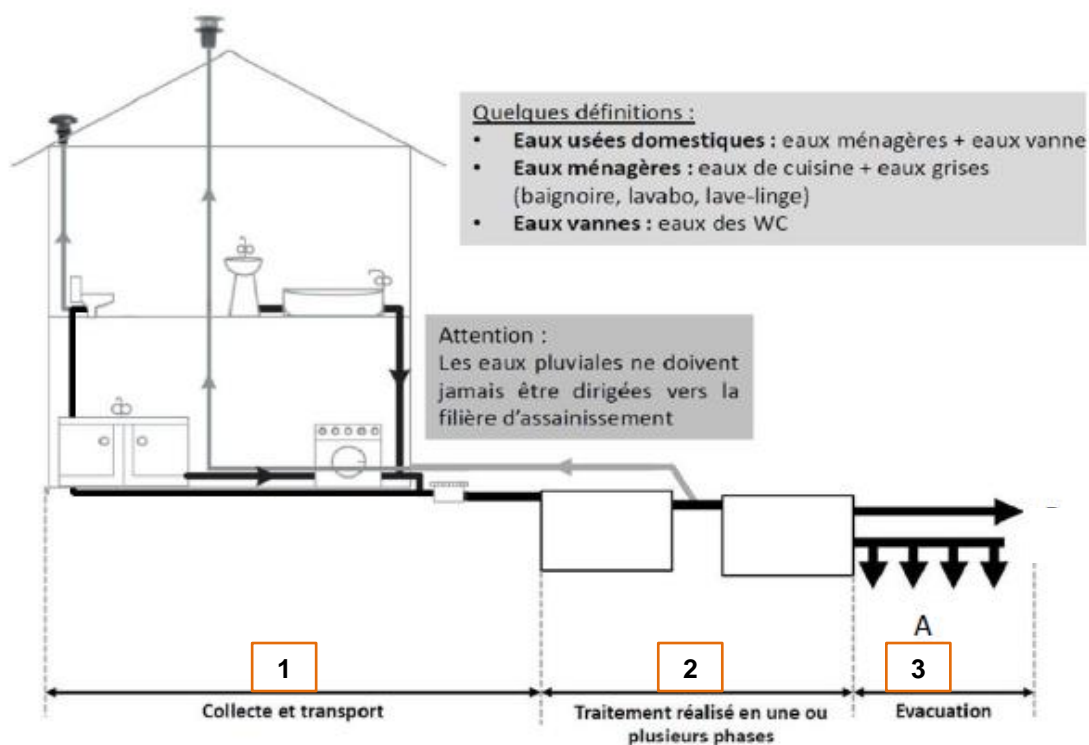 Quelques définitions :
• Eaux usées domestiques : eaux ménagères + eaux vanne
• Eaux ménagères : eaux de cuisine + eaux grises
(baignoire, lavabo, lave-linge)
• Eaux vannes : eaux des WC
Attention :
Les eaux pluviales ne doivent
jamais être dirigées vers la
filière d'assainissement
A
1
2
3
Collecte et transport
Traitement réalisé en une ou
plusieurs phases
Evacuation